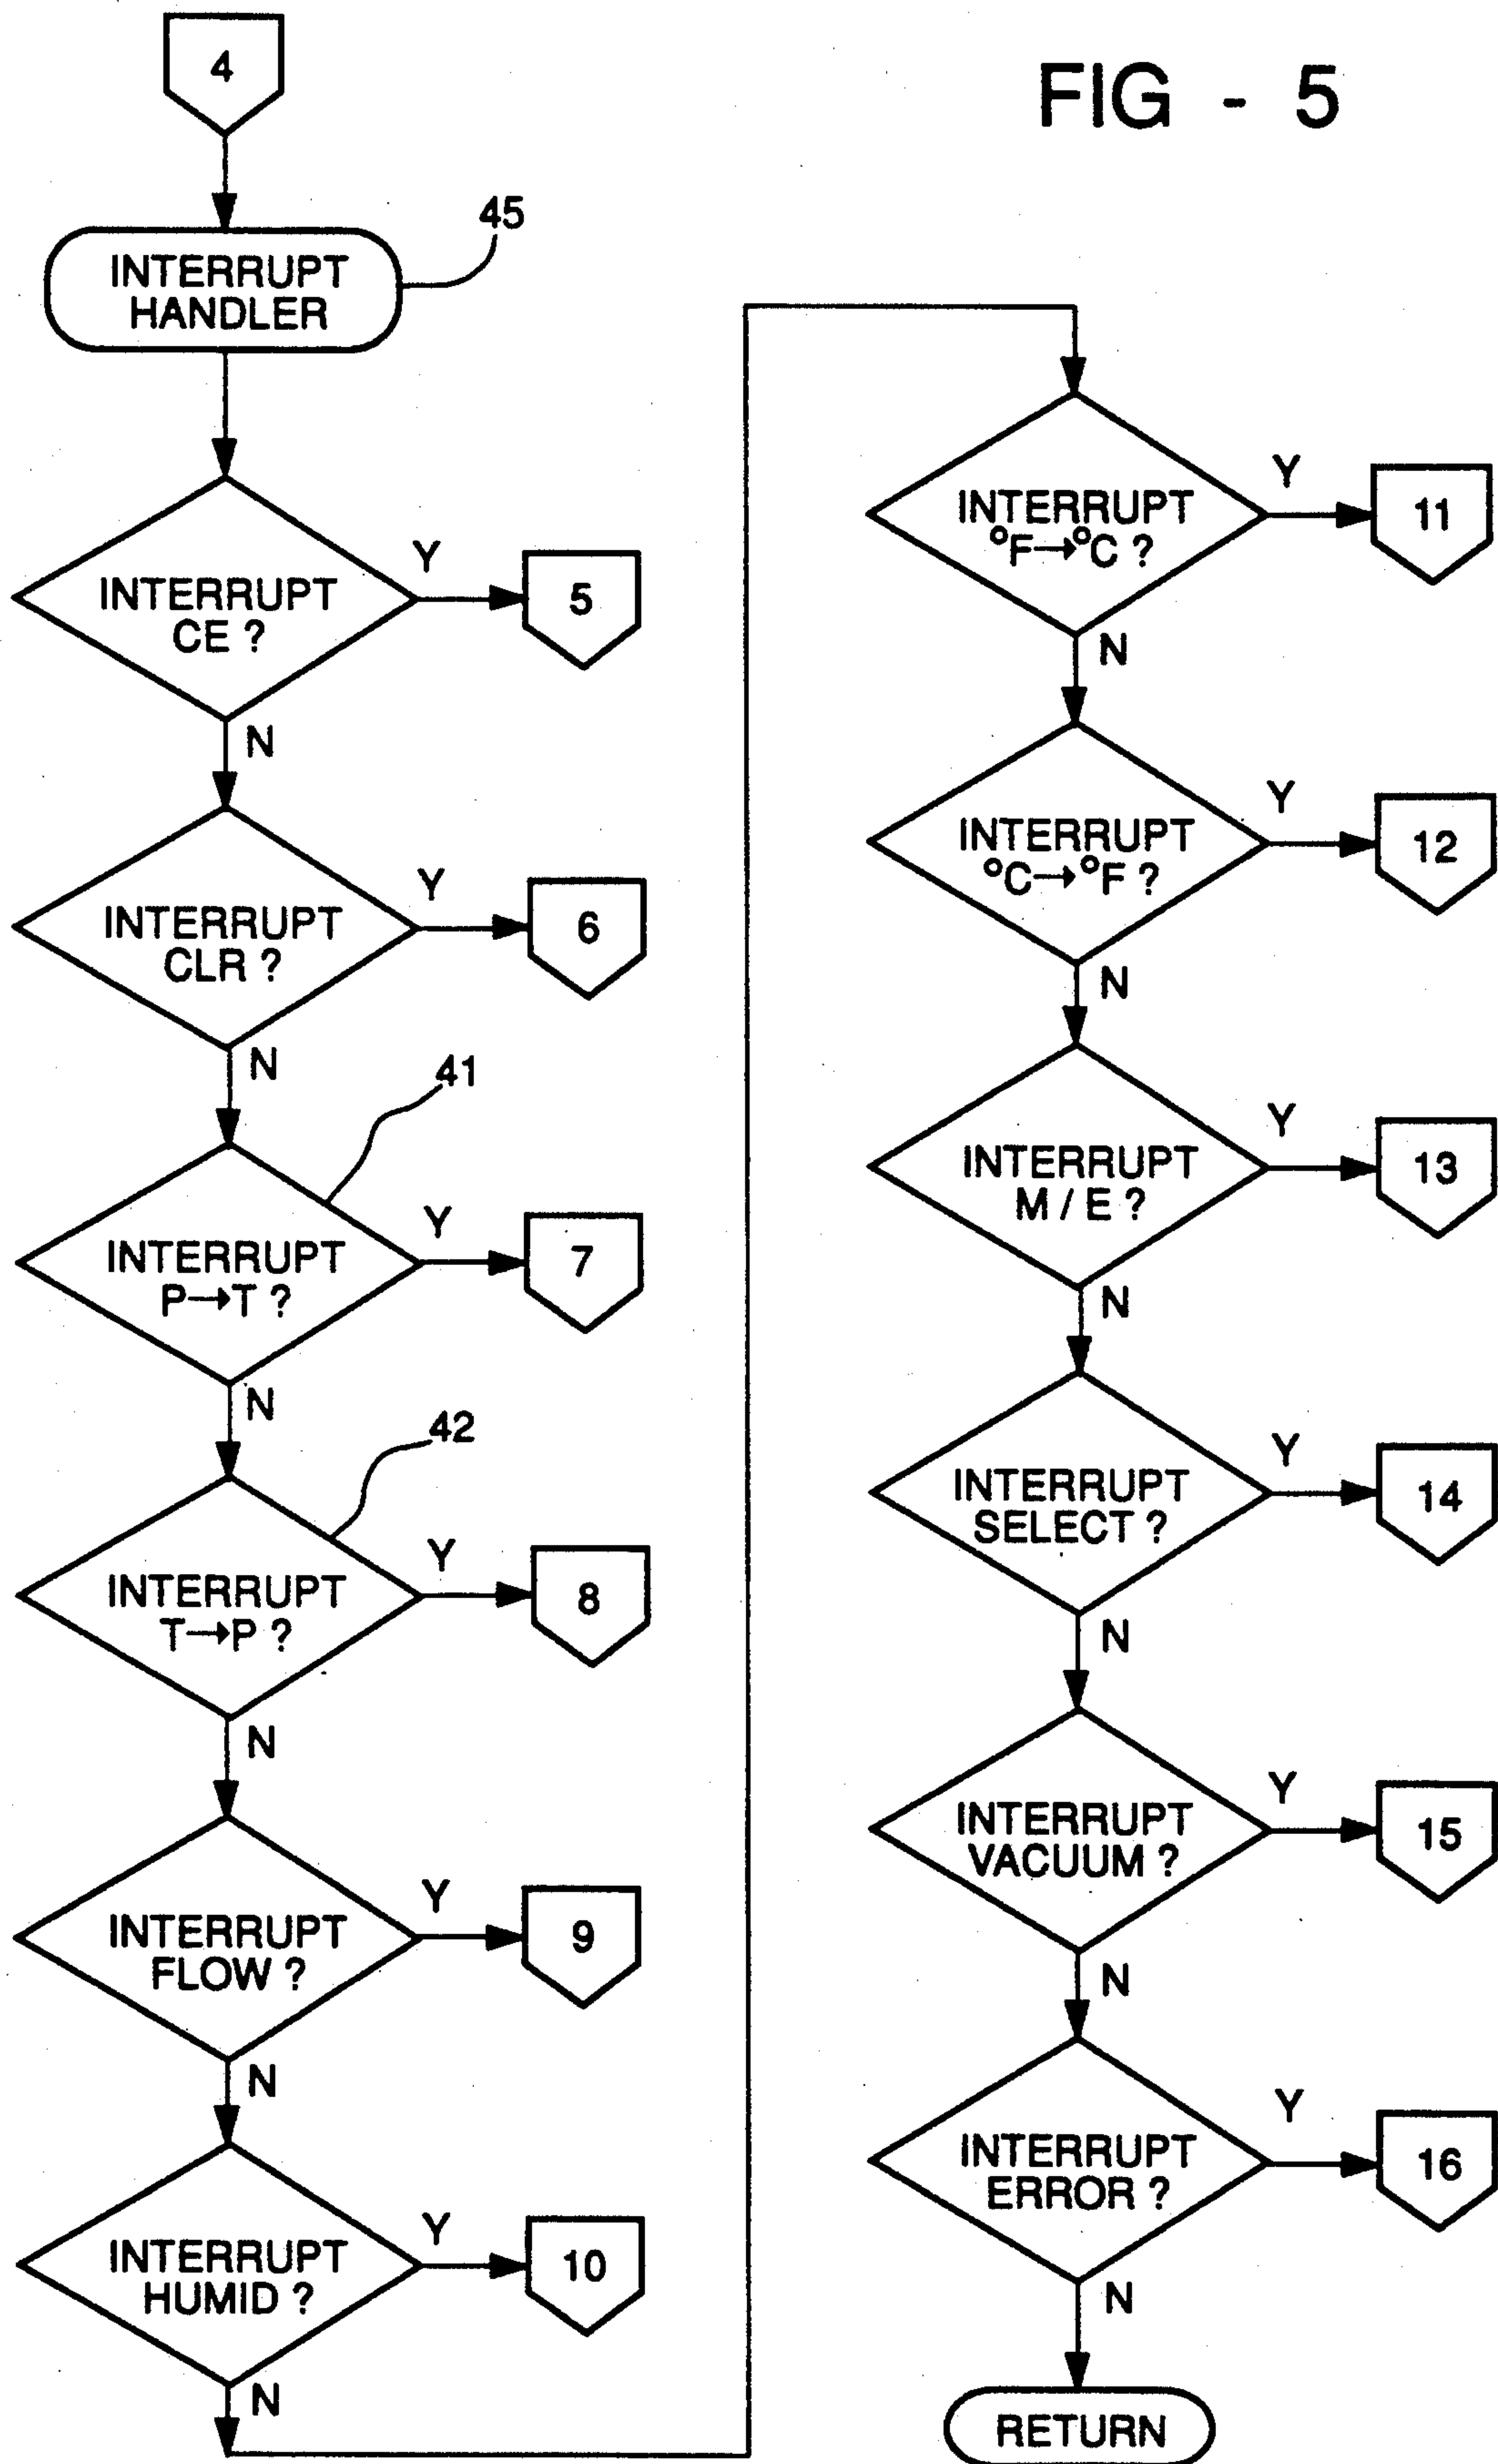 FIG - 5
4
45
INTERRUPT
HANDLER
INTERRUPT
CE ?
Y
5
N
INTERRUPT
CLR ?
Y
6
N
41
INTERRUPT
P→T ?
Y
7
N
42
INTERRUPT
T→P ?
Y
8
N
INTERRUPT
FLOW ?
Y
9
N
INTERRUPT
HUMID ?
Y
10
N
INTERRUPT
°F→°C ?
Y
11
N
INTERRUPT
°C→°F ?
Y
12
N
INTERRUPT
M / E ?
Y
13
N
INTERRUPT
SELECT ?
Y
14
N
INTERRUPT
VACUUM ?
Y
15
N
INTERRUPT
ERROR ?
Y
16
N
RETURN